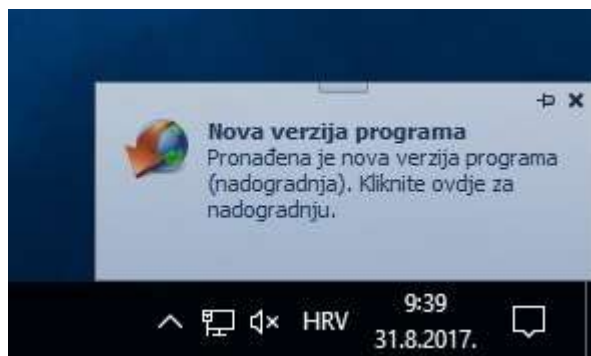 Nova verzija programa
Pronađena je nova verzija programa
(nadogradnja). Kliknite ovdje za
nadogradnju.
HRV
9:39
31.8.2017.